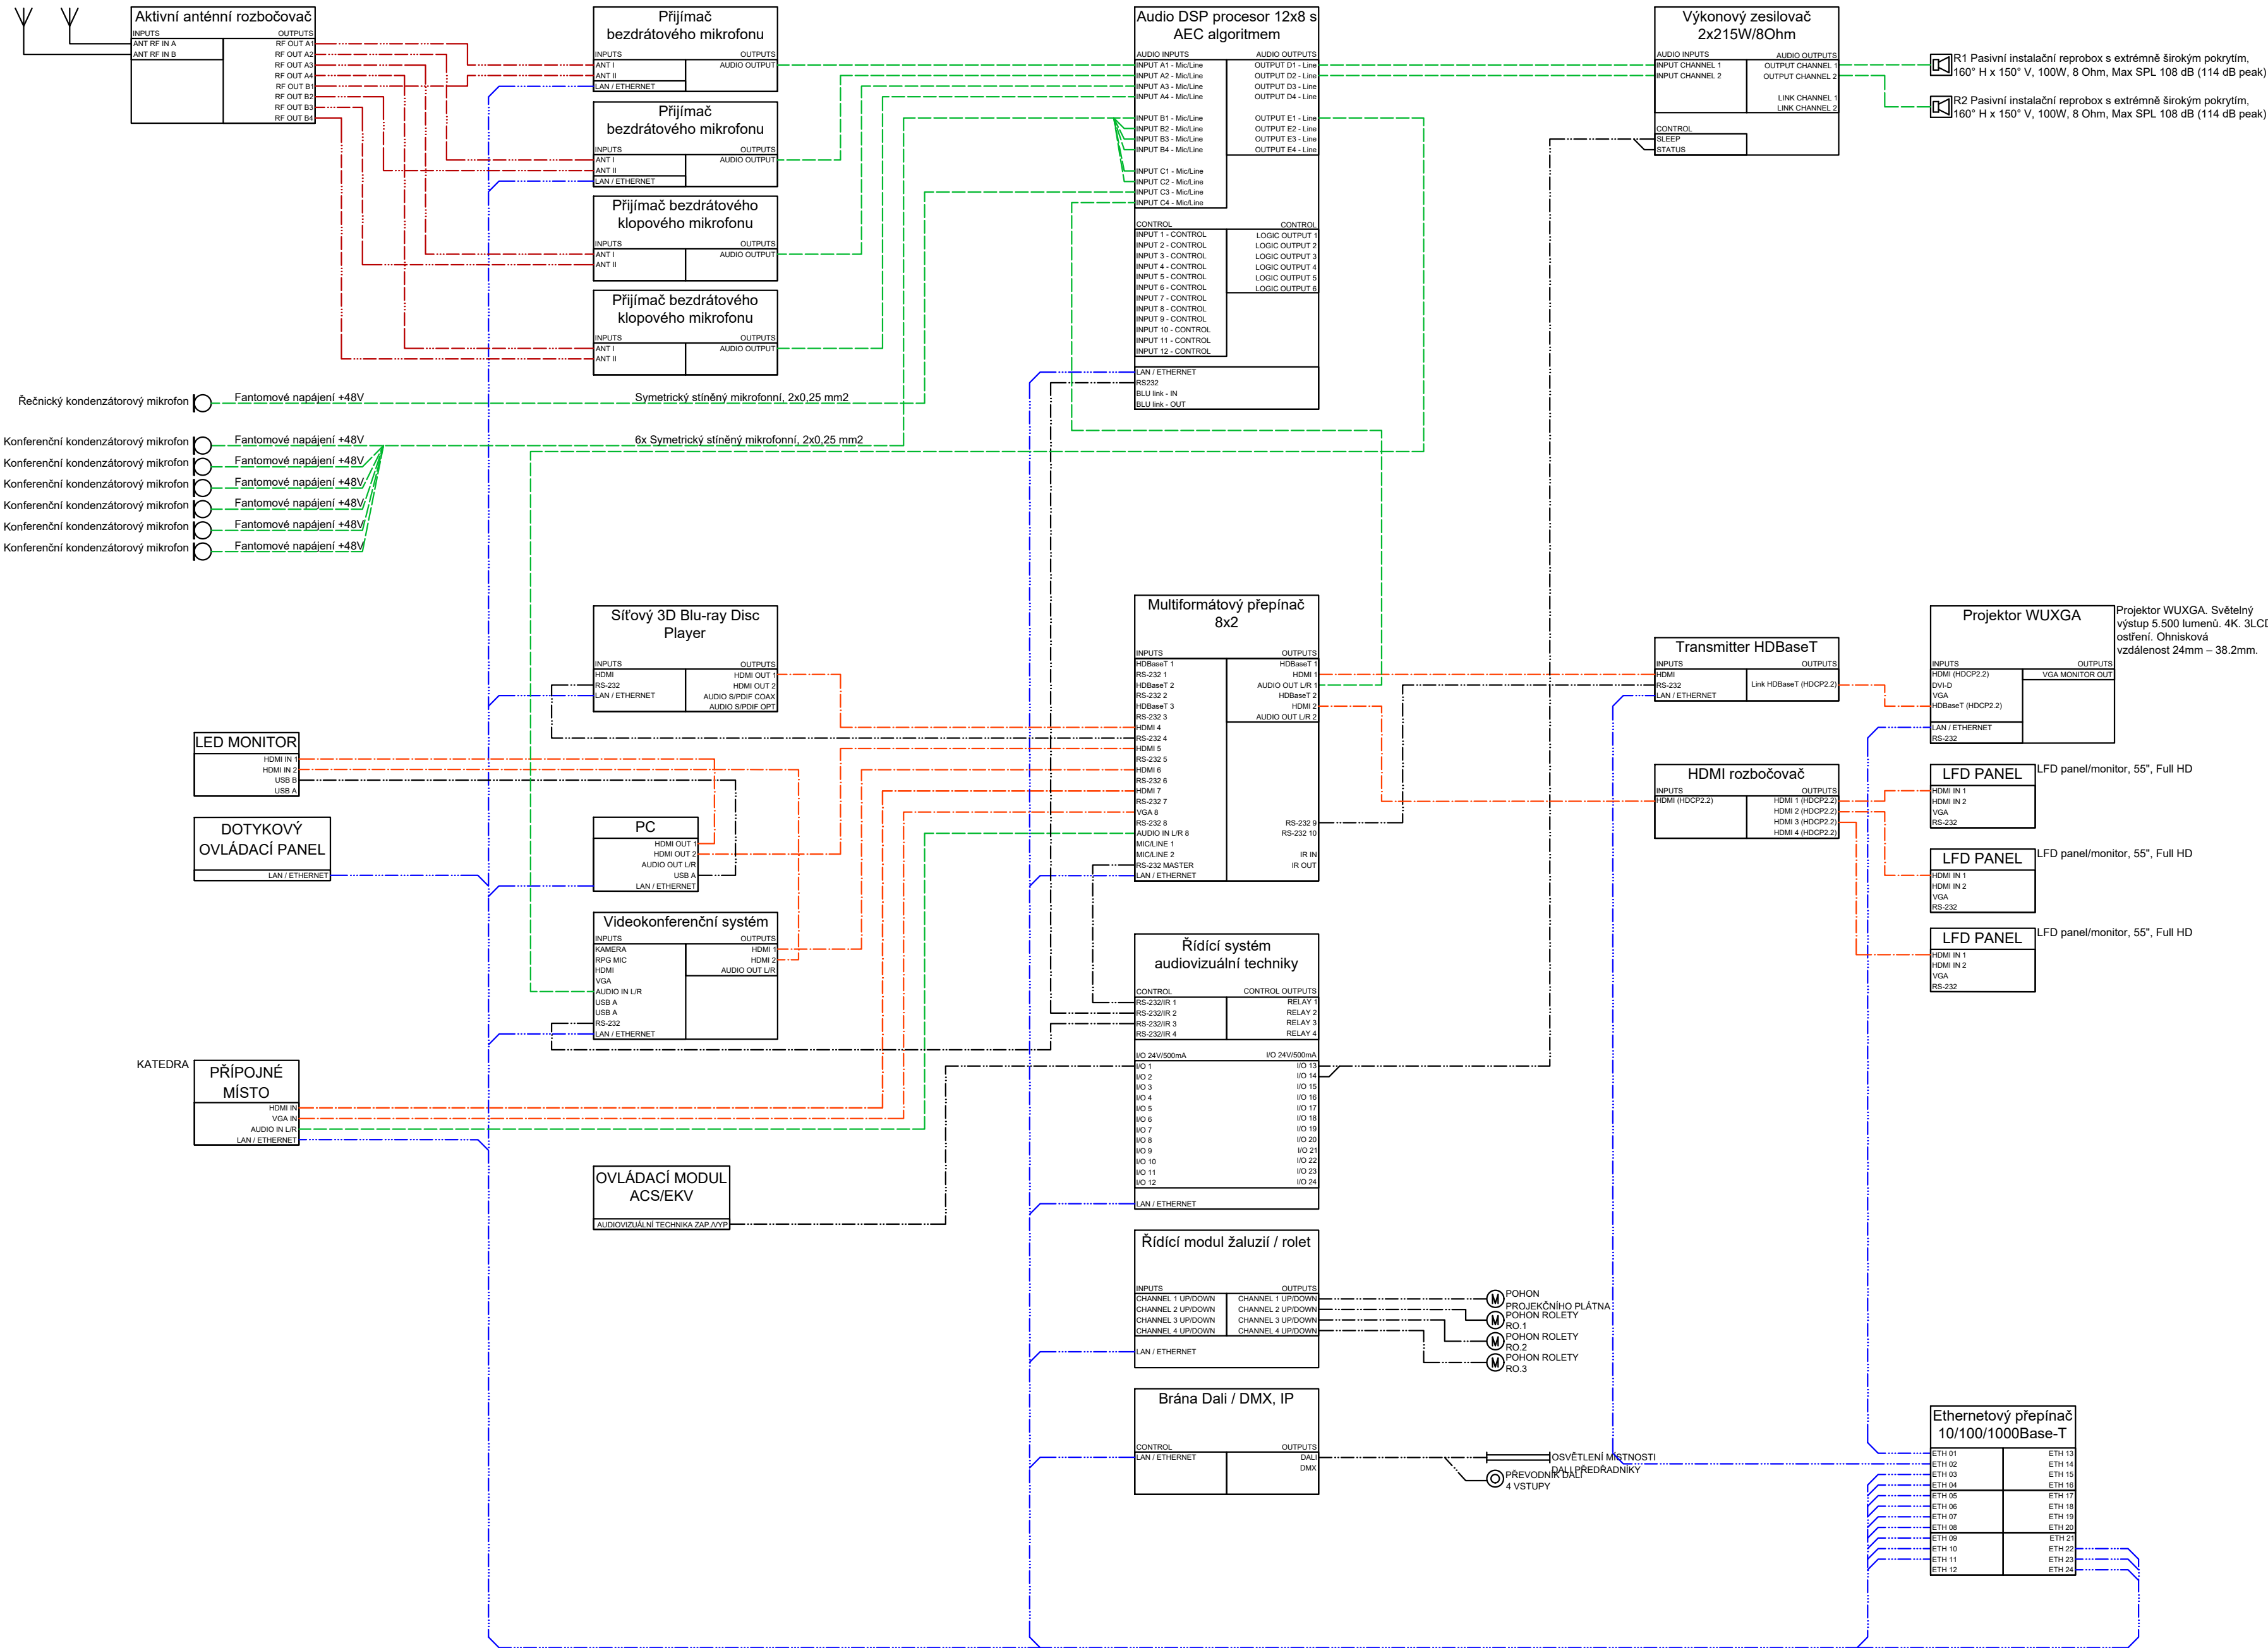 Aktivní anténní rozbočovač
INPUTS
OUTPUTS
ANT RF IN A
ANT RF IN B
RF OUT A1
RF OUT A2
RF OUT A3
RF OUT A4
RF OUT B1
RF OUT B2
RF OUT B3
RF OUT B4
Přijímač
bezdrátového mikrofonu
INPUTS
OUTPUTS
ANT I
AUDIO OUTPUT
ANT II
LAN / ETHERNET
Přijímač
bezdrátového mikrofonu
INPUTS
OUTPUTS
ANT I
AUDIO OUTPUT
ANT II
LAN / ETHERNET
Přijímač bezdrátového
klopového mikrofonu
INPUTS
OUTPUTS
ANT I
AUDIO OUTPUT
ANT II
Přijímač bezdrátového
klopového mikrofonu
INPUTS
OUTPUTS
ANT I
AUDIO OUTPUT
ANT II
Audio DSP procesor 12x8 s
AEC algoritmem
AUDIO INPUTS
AUDIO OUTPUTS
INPUT A1 - Mic/Line
INPUT A2 - Mic/Line
INPUT A3 - Mic/Line
INPUT A4 - Mic/Line
INPUT B1 - Mic/Line
INPUT B2 - Mic/Line
INPUT B3 - Mic/Line
INPUT B4 - Mic/Line
INPUT C1 - Mic/Line
INPUT C2 - Mic/Line
INPUT C3 - Mic/Line
INPUT C4 - Mic/Line
OUTPUT D1 - Line
OUTPUT D2 - Line
OUTPUT D3 - Line
OUTPUT D4 - Line
OUTPUT E1 - Line
OUTPUT E2 - Line
OUTPUT E3 - Line
OUTPUT E4 - Line
CONTROL
CONTROL
INPUT 1 - CONTROL
INPUT 2 - CONTROL
INPUT 3 - CONTROL
INPUT 4 - CONTROL
INPUT 5 - CONTROL
INPUT 6 - CONTROL
INPUT 7 - CONTROL
INPUT 8 - CONTROL
INPUT 9 - CONTROL
INPUT 10 - CONTROL
INPUT 11 - CONTROL
INPUT 12 - CONTROL
LOGIC OUTPUT 1
LOGIC OUTPUT 2
LOGIC OUTPUT 3
LOGIC OUTPUT 4
LOGIC OUTPUT 5
LOGIC OUTPUT 6
LAN / ETHERNET
RS232
BLU link - IN
BLU link - OUT
Výkonový zesilovač
2x215W/8Ohm
AUDIO INPUTS
AUDIO OUTPUTS
INPUT CHANNEL 1
INPUT CHANNEL 2
OUTPUT CHANNEL 1
OUTPUT CHANNEL 2
LINK CHANNEL 1
LINK CHANNEL 2
CONTROL
SLEEP
STATUS
R1 Pasivní instalační reprobox s extrémně širokým pokrytím,
160° H x 150° V, 100W, 8 Ohm, Max SPL 108 dB (114 dB peak)
R2 Pasivní instalační reprobox s extrémně širokým pokrytím,
160° H x 150° V, 100W, 8 Ohm, Max SPL 108 dB (114 dB peak)
Řečnický kondenzátorový mikrofon
Fantomové napájení +48V
Symetrický stíněný mikrofonní, 2x0,25 mm2
Konferenční kondenzátorový mikrofon
Fantomové napájení +48V
6x Symetrický stíněný mikrofonní, 2x0,25 mm2
Konferenční kondenzátorový mikrofon
Fantomové napájení +48V
Konferenční kondenzátorový mikrofon
Fantomové napájení +48V
Konferenční kondenzátorový mikrofon
Fantomové napájení +48V
Konferenční kondenzátorový mikrofon
Fantomové napájení +48V
Konferenční kondenzátorový mikrofon
Fantomové napájení +48V
Síťový 3D Blu-ray Disc
Player
INPUTS
OUTPUTS
HDMI
RS-232
LAN / ETHERNET
HDMI OUT 1
HDMI OUT 2
AUDIO S/PDIF COAX
AUDIO S/PDIF OPT
LED MONITOR
HDMI IN 1
HDMI IN 2
USB B
USB A
DOTYKOVÝ
OVLÁDACÍ PANEL
LAN / ETHERNET
PC
HDMI OUT 1
HDMI OUT 2
AUDIO OUT L/R
USB A
LAN / ETHERNET
Videokonferenční systém
INPUTS
OUTPUTS
KAMERA
RPG MIC
HDMI
VGA
AUDIO IN L/R
USB A
USB A
RS-232
LAN / ETHERNET
HDMI 1
HDMI 2
AUDIO OUT L/R
KATEDRA
PŘÍPOJNÉ
MÍSTO
HDMI IN
VGA IN
AUDIO IN L/R
LAN / ETHERNET
OVLÁDACÍ MODUL
ACS/EKV
AUDIOVIZUÁLNÍ TECHNIKA ZAP./VYP
Multiformátový přepínač
8x2
INPUTS
OUTPUTS
HDBaseT 1
RS-232 1
HDBaseT 2
RS-232 2
HDBaseT 3
RS-232 3
HDMI 4
RS-232 4
HDMI 5
RS-232 5
HDMI 6
RS-232 6
HDMI 7
RS-232 7
VGA 8
RS-232 8
AUDIO IN L/R 8
MIC/LINE 1
MIC/LINE 2
RS-232 MASTER
LAN / ETHERNET
HDBaseT 1
HDMI 1
AUDIO OUT L/R 1
HDBaseT 2
HDMI 2
AUDIO OUT L/R 2
RS-232 9
RS-232 10
IR IN
IR OUT
Řídící systém
audiovizuální techniky
CONTROL
CONTROL OUTPUTS
RS-232/IR 1
RS-232/IR 2
RS-232/IR 3
RS-232/IR 4
RELAY 1
RELAY 2
RELAY 3
RELAY 4
I/O 24V/500mA
I/O 24V/500mA
I/O 1
I/O 2
I/O 3
I/O 4
I/O 5
I/O 6
I/O 7
I/O 8
I/O 9
I/O 10
I/O 11
I/O 12
I/O 13
I/O 14
I/O 15
I/O 16
I/O 17
I/O 18
I/O 19
I/O 20
I/O 21
I/O 22
I/O 23
I/O 24
LAN / ETHERNET
Řídící modul žaluzií / rolet
INPUTS
OUTPUTS
CHANNEL 1 UP/DOWN
CHANNEL 2 UP/DOWN
CHANNEL 3 UP/DOWN
CHANNEL 4 UP/DOWN
CHANNEL 1 UP/DOWN
CHANNEL 2 UP/DOWN
CHANNEL 3 UP/DOWN
CHANNEL 4 UP/DOWN
LAN / ETHERNET
M
POHON
PROJEKČNÍHO PLÁTNA
M
POHON ROLETY
RO.1
M
POHON ROLETY
RO.2
M
POHON ROLETY
RO.3
Brána Dali / DMX, IP
CONTROL
OUTPUTS
LAN / ETHERNET
DALI
DMX
OSVĚTLENÍ MÍSTNOSTI
DALI PŘEDŘADNÍKY
PŘEVODNÍK DALI
4 VSTUPY
Transmitter HDBaseT
INPUTS
OUTPUTS
HDMI
RS-232
LAN / ETHERNET
Link HDBaseT (HDCP2.2)
HDMI rozbočovač
INPUTS
OUTPUTS
HDMI (HDCP2.2)
HDMI 1 (HDCP2.2)
HDMI 2 (HDCP2.2)
HDMI 3 (HDCP2.2)
HDMI 4 (HDCP2.2)
Projektor WUXGA
INPUTS
OUTPUTS
HDMI (HDCP2.2)
VGA MONITOR OUT
DVI-D
VGA
HDBaseT (HDCP2.2)
LAN / ETHERNET
RS-232
Projektor WUXGA. Světelný
výstup 5.500 lumenů. 4K. 3LCD
ostření. Ohnisková
vzdálenost 24mm – 38.2mm.
LFD PANEL
LFD panel/monitor, 55", Full HD
HDMI IN 1
HDMI IN 2
VGA
RS-232
LFD PANEL
LFD panel/monitor, 55", Full HD
HDMI IN 1
HDMI IN 2
VGA
RS-232
LFD PANEL
LFD panel/monitor, 55", Full HD
HDMI IN 1
HDMI IN 2
VGA
RS-232
Ethernetový přepínač
10/100/1000Base-T
ETH 01
ETH 02
ETH 03
ETH 04
ETH 05
ETH 06
ETH 07
ETH 08
ETH 09
ETH 10
ETH 11
ETH 12
ETH 13
ETH 14
ETH 15
ETH 16
ETH 17
ETH 18
ETH 19
ETH 20
ETH 21
ETH 22
ETH 23
ETH 24